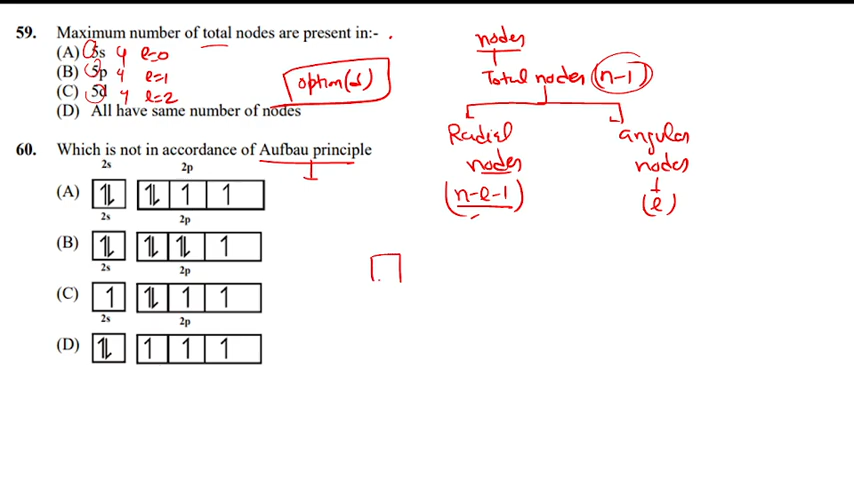 59. Maximum number of total nodes are present in:-
(A) 5s 4 l=0
(B) 5p 4 l=1
(C) 5d 4 l=2
(D) All have same number of nodes
option(d)
nodes
Total nodes (n-1)
Radial nodes
(n-l-1)
angular nodes
(l)
60. Which is not in accordance of Aufbau principle
2s 2p
(A) ⥮ ⥮ 1 1
2s 2p
(B) ⥮ ⥮ ⥮ 1
2s 2p
(C) 1 ⥮ 1 1
2s 2p
(D) ⥮ 1 1 1